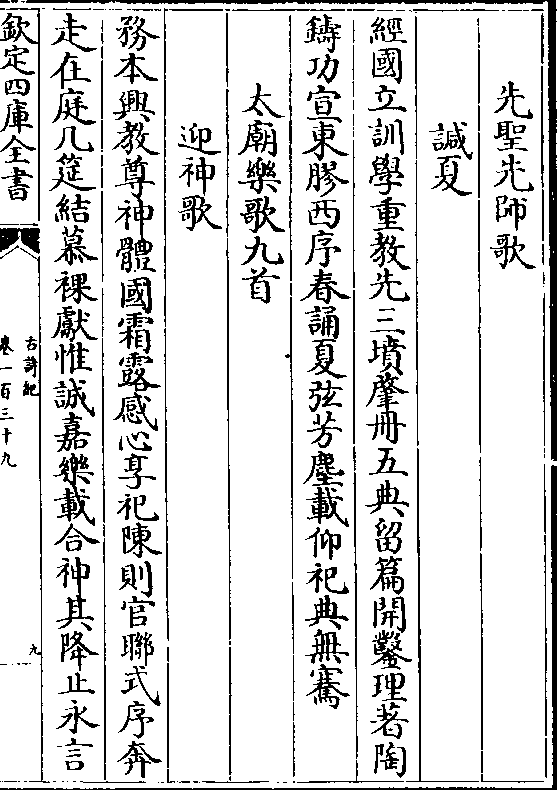 先聖先師歌
誠夏
經國立訓學重教先三墳肇冊五典留篇開鑿理著陶
鑄功宣東膠西序春誦夏弦芳塵載仰祀典無騫
太廟樂歌九首
迎神歌
務本興教尊神體國霜露感心享祀陳則官聯式序奔
走在庭几筵結慕祼獻惟誠嘉樂載合神其降止永言
欽定四庫全書
古詩紀
卷一百三十九
九